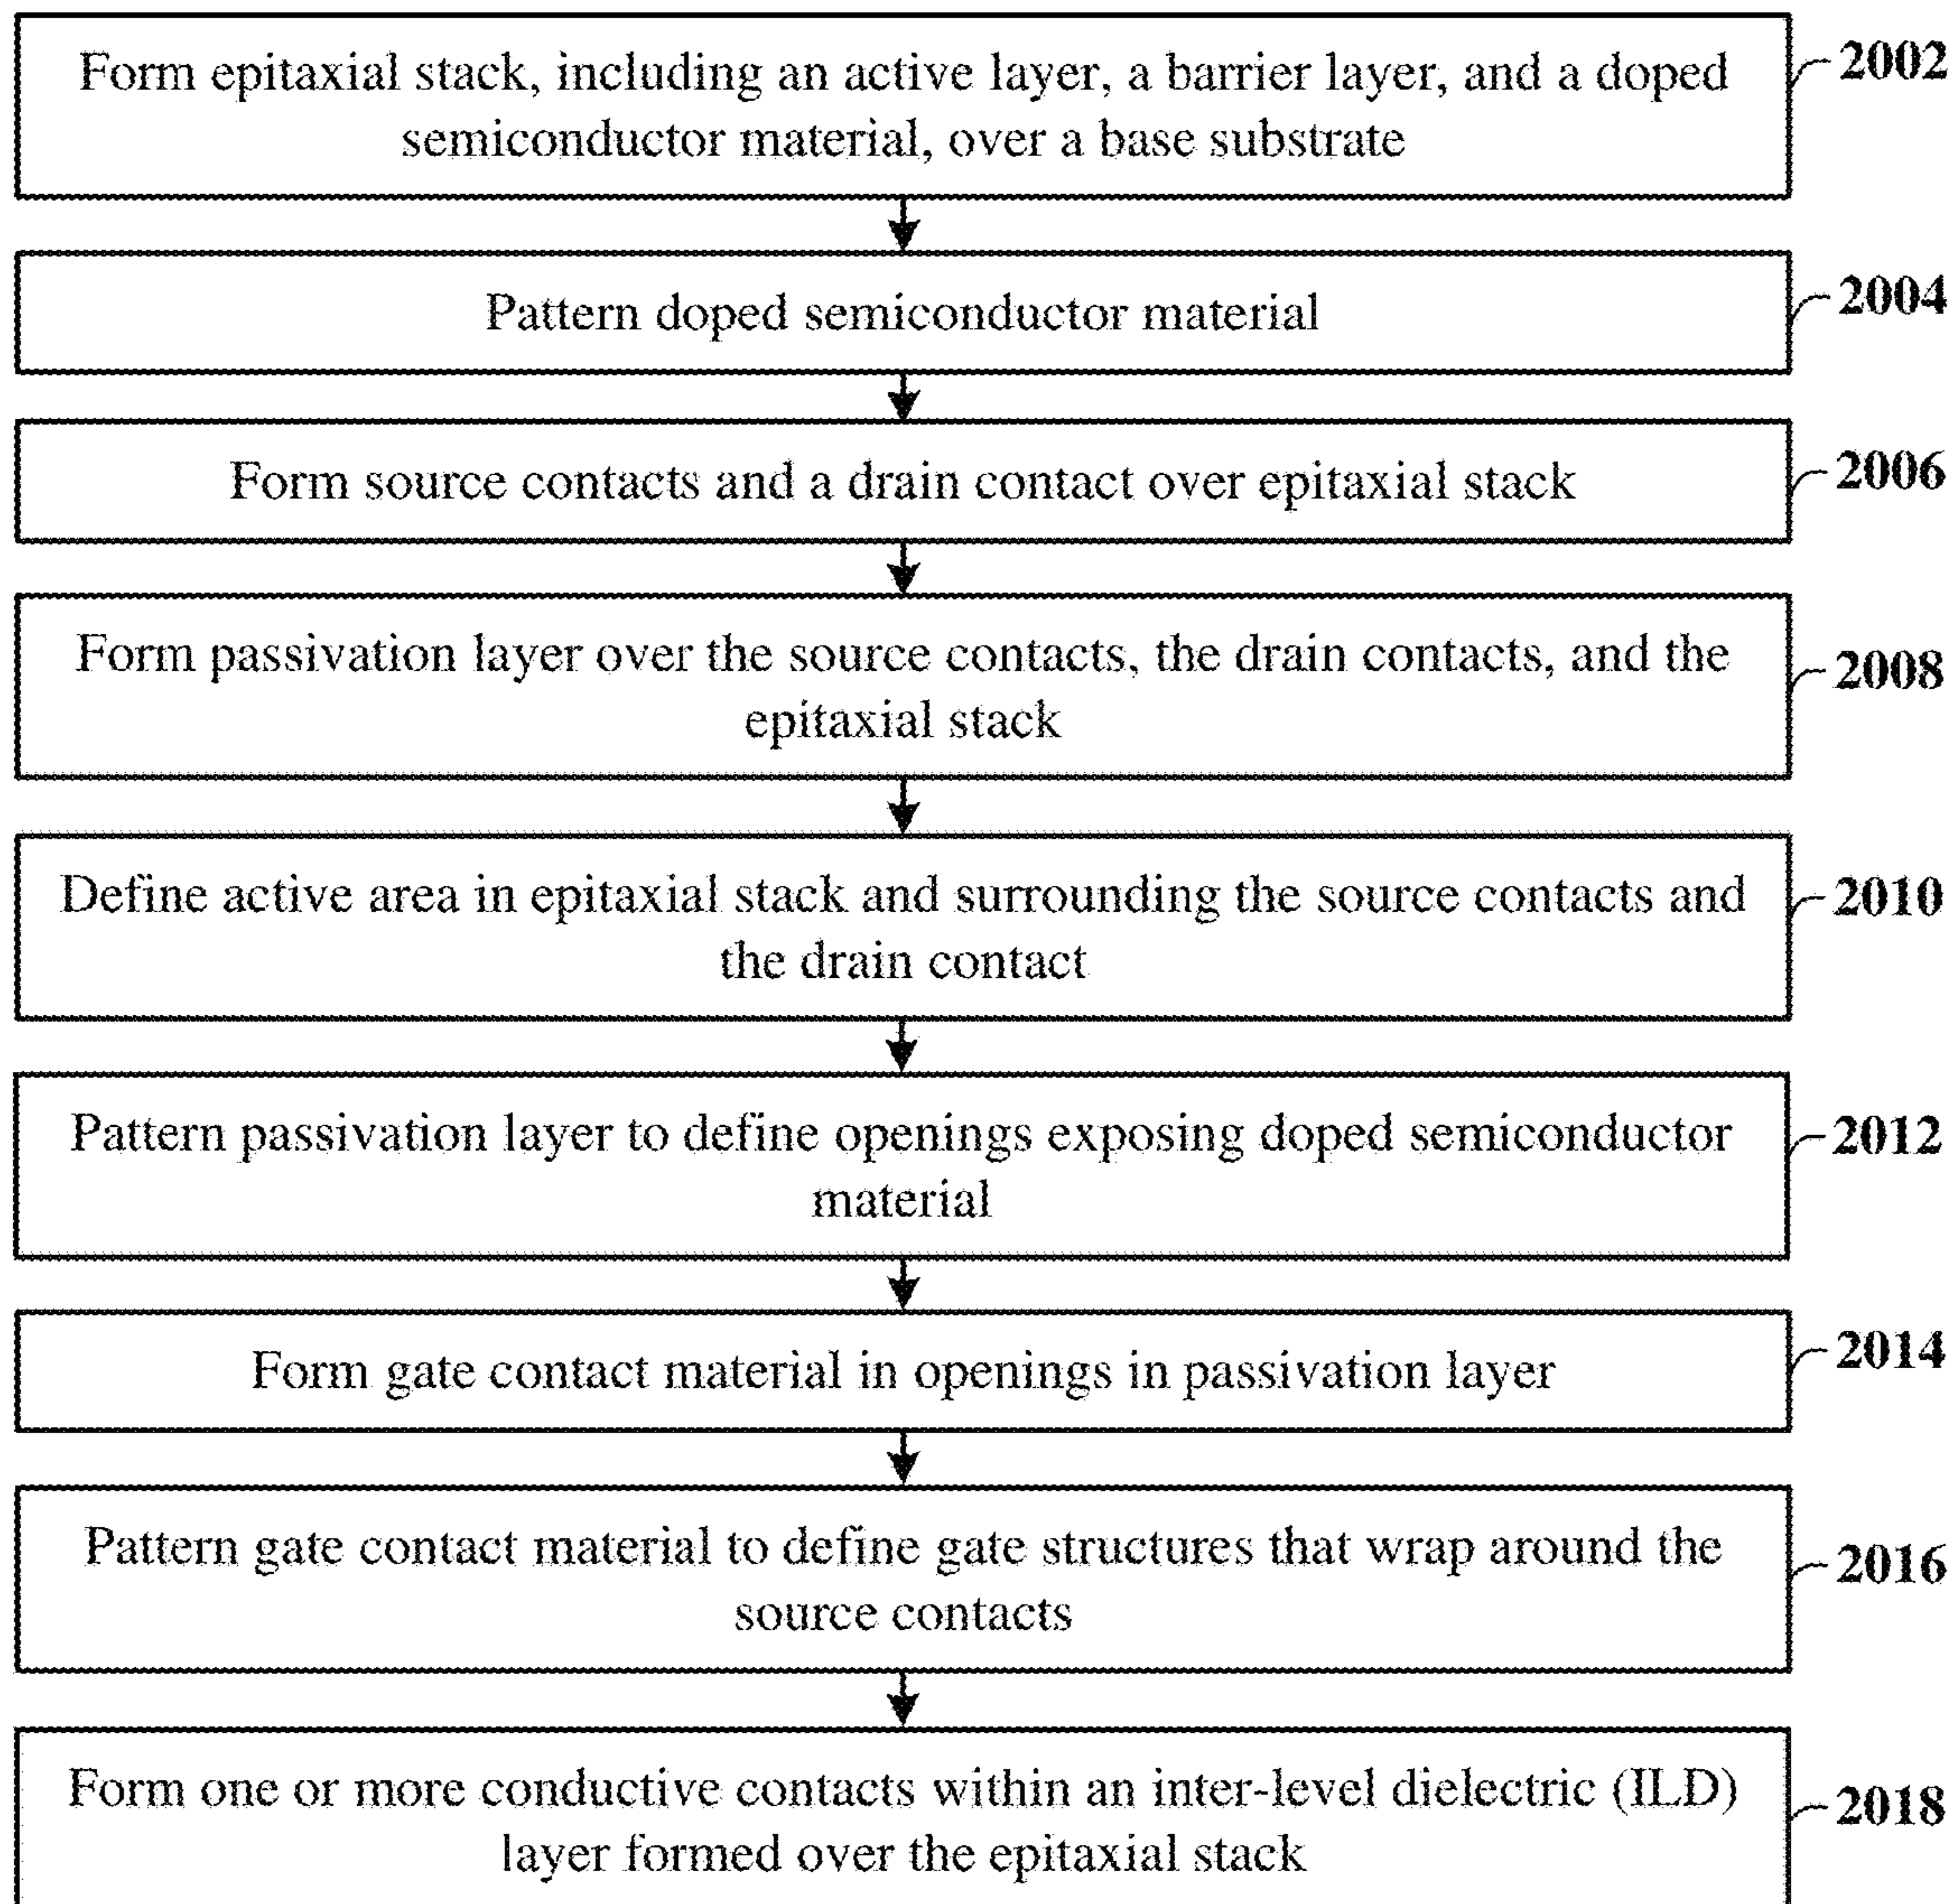 Form epitaxial stack, including an active layer, a barrier layer, and a doped
semiconductor material, over a base substrate
2002
Pattern doped semiconductor material
2004
Form source contacts and a drain contact over epitaxial stack
2006
Form passivation layer over the source contacts, the drain contacts, and the
epitaxial stack
2008
Define active area in epitaxial stack and surrounding the source contacts and
the drain contact
2010
Pattern passivation layer to define openings exposing doped semiconductor
material
2012
Form gate contact material in openings in passivation layer
2014
Pattern gate contact material to define gate structures that wrap around the
source contacts
2016
Form one or more conductive contacts within an inter-level dielectric (ILD)
layer formed over the epitaxial stack
2018